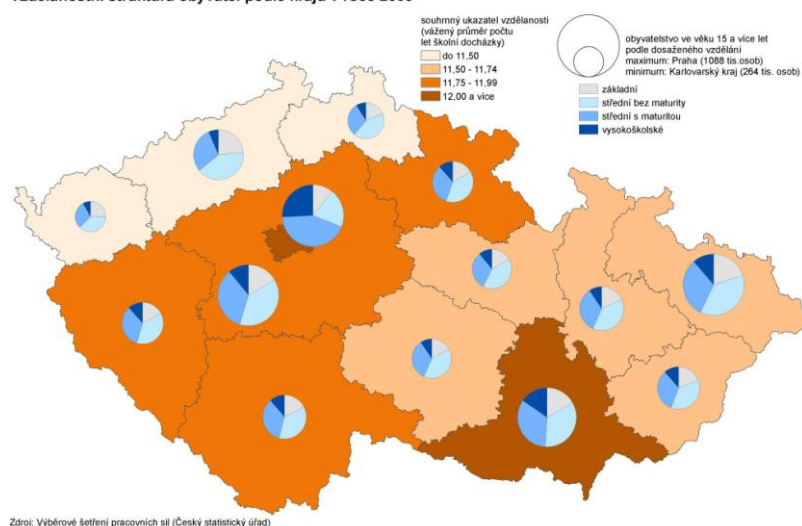 souhrnný ukazatel vzdělanosti
(vážený průměr počtu
let školní docházky)
do 11,50
11,50 - 11,74
11,75 - 11,99
12,00 a více
obyvatelstvo ve věku 15 a více let
podle dosaženého vzdělání
maximum: Praha (1088 tis.osob)
minimum: Karlovarský kraj (264 tis. osob)
základní
střední bez maturity
střední s maturitou
vysokoškolské
Zdroj: Výběrové šetření pracovních sil (Český statistický úřad)